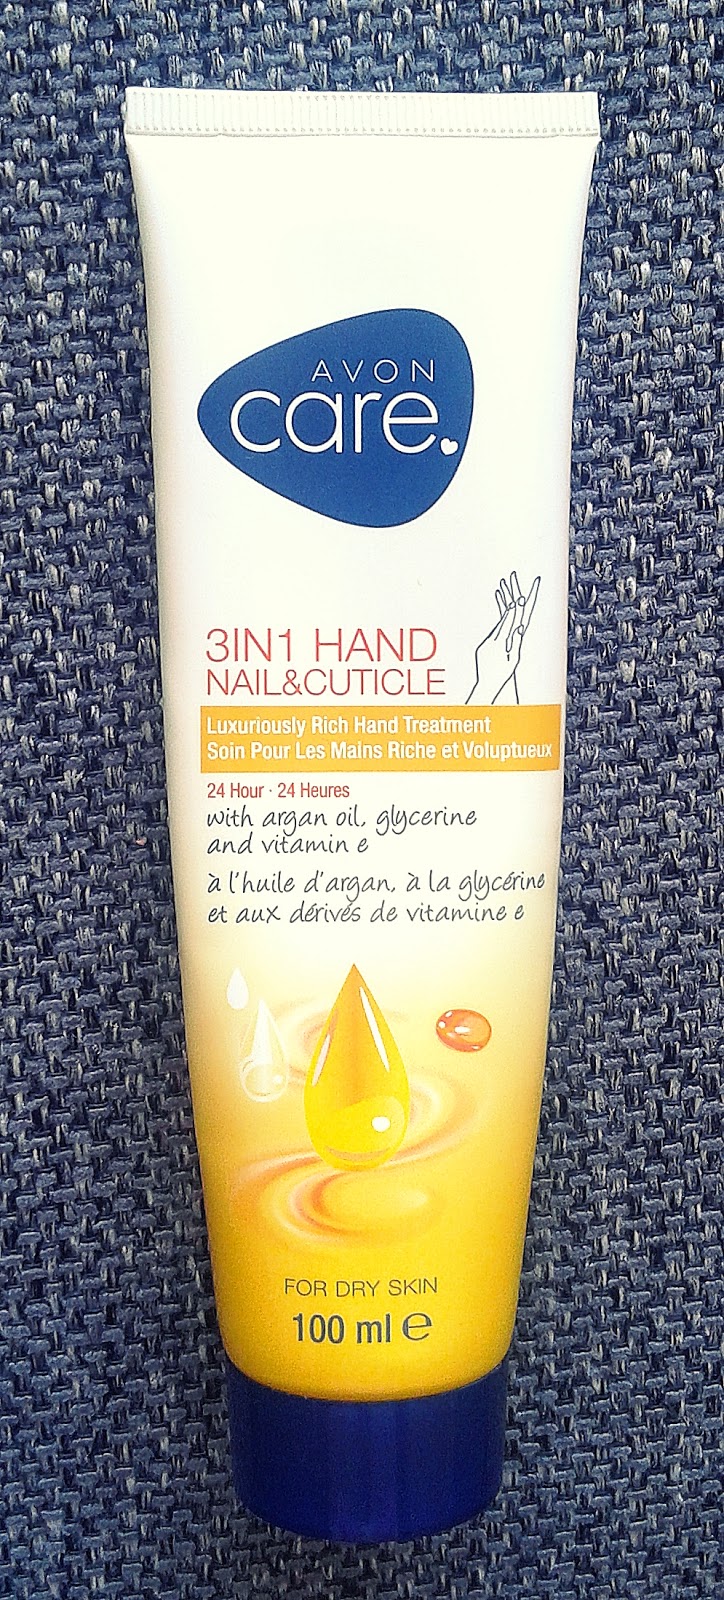 AVON
care
3IN1 HAND
NAIL&CUTICLE
Luxuriously Rich Hand Treatment
Soin Pour Les Mains Riche et Voluptueux
24 Hour · 24 Heures
with argan oil, glycerine
and vitamin e
à l'huile d'argan, à la glycérine
et aux dérivés de vitamine e
FOR DRY SKIN
100 ml ℮